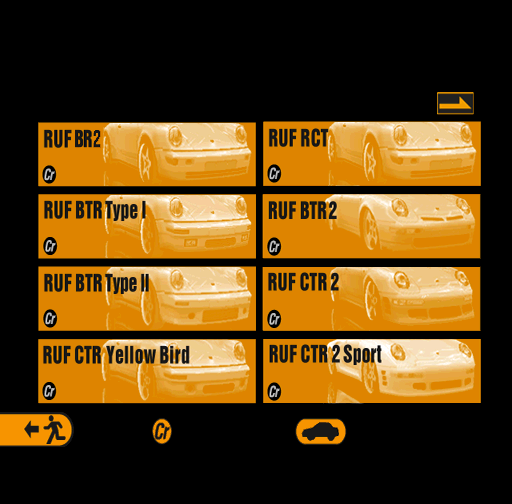 RUF BR2
Cr
RUF RCT
Cr
RUF BTR Type I
Cr
RUF BTR2
Cr
RUF BTR Type II
Cr
RUF CTR 2
Cr
RUF CTR Yellow Bird
Cr
RUF CTR 2 Sport
Cr
Cr